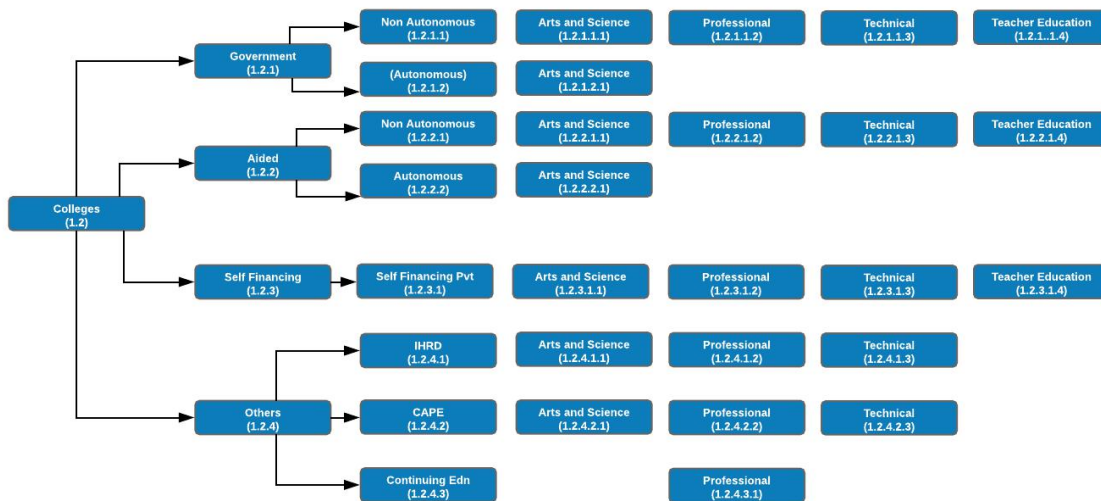 Non Autonomous
(1.2.1.1)
Arts and Science
(1.2.1.1.1)
Professional
(1.2.1.1.2)
Technical
(1.2.1.1.3)
Teacher Education
(1.2.1..1.4)
Government
(1.2.1)
(Autonomous)
(1.2.1.2)
Arts and Science
(1.2.1.2.1)
Non Autonomous
(1.2.2.1)
Arts and Science
(1.2.2.1.1)
Professional
(1.2.2.1.2)
Technical
(1.2.2.1.3)
Teacher Education
(1.2.2.1.4)
Aided
(1.2.2)
Autonomous
(1.2.2.2)
Arts and Science
(1.2.2.2.1)
Colleges
(1.2)
Self Financing
(1.2.3)
Self Financing Pvt
(1.2.3.1)
Arts and Science
(1.2.3.1.1)
Professional
(1.2.3.1.2)
Technical
(1.2.3.1.3)
Teacher Education
(1.2.3.1.4)
IHRD
(1.2.4.1)
Arts and Science
(1.2.4.1.1)
Professional
(1.2.4.1.2)
Technical
(1.2.4.1.3)
Others
(1.2.4)
CAPE
(1.2.4.2)
Arts and Science
(1.2.4.2.1)
Professional
(1.2.4.2.2)
Technical
(1.2.4.2.3)
Continuing Edn
(1.2.4.3)
Professional
(1.2.4.3.1)